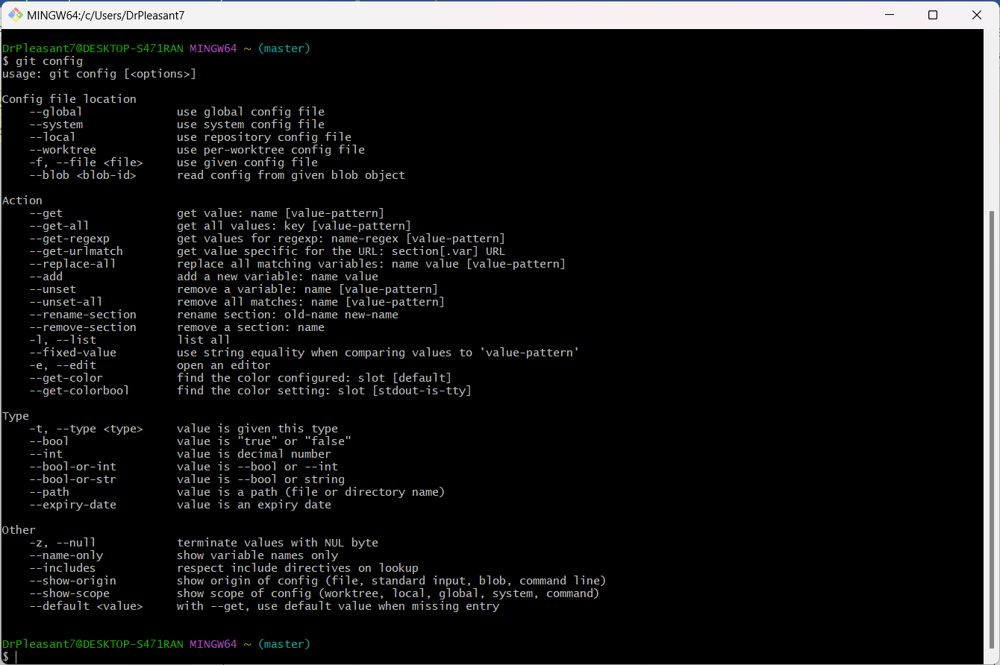 MINGW64:/c/Users/DrPleasant7
DrPleasant7@DESKTOP-S471RAN MINGW64 ~ (master)
$ git config
usage: git config [<options>]
Config file location
--global use global config file
--system use system config file
--local use repository config file
--worktree use per-worktree config file
-f, --file <file> use given config file
--blob <blob-id> read config from given blob object
Action
--get get value: name [value-pattern]
--get-all get all values: key [value-pattern]
--get-regexp get values for regexp: name-regex [value-pattern]
--get-urlmatch get value specific for the URL: section[.var] URL
--replace-all replace all matching variables: name value [value-pattern]
--add add a new variable: name value
--unset remove a variable: name [value-pattern]
--unset-all remove all matches: name [value-pattern]
--rename-section rename section: old-name new-name
--remove-section remove a section: name
-l, --list list all
--fixed-value use string equality when comparing values to 'value-pattern'
-e, --edit open an editor
--get-color find the color configured: slot [default]
--get-colorbool find the color setting: slot [stdout-is-tty]
Type
-t, --type <type> value is given this type
--bool value is "true" or "false"
--int value is decimal number
--bool-or-int value is --bool or --int
--bool-or-str value is --bool or string
--path value is a path (file or directory name)
--expiry-date value is an expiry date
Other
-z, --null terminate values with NUL byte
--name-only show variable names only
--includes respect include directives on lookup
--show-origin show origin of config (file, standard input, blob, command line)
--show-scope show scope of config (worktree, local, global, system, command)
--default <value> with --get, use default value when missing entry
DrPleasant7@DESKTOP-S471RAN MINGW64 ~ (master)
$